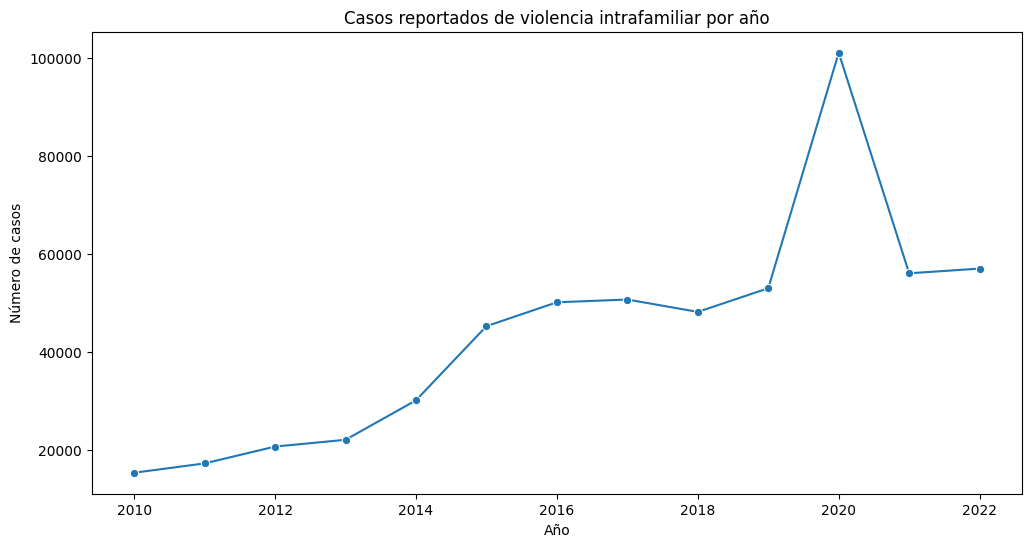 Casos reportados de violencia intrafamiliar por año
100000
80000
60000
40000
20000
Número de casos
2010 2012 2014 2016 2018 2020 2022
Año